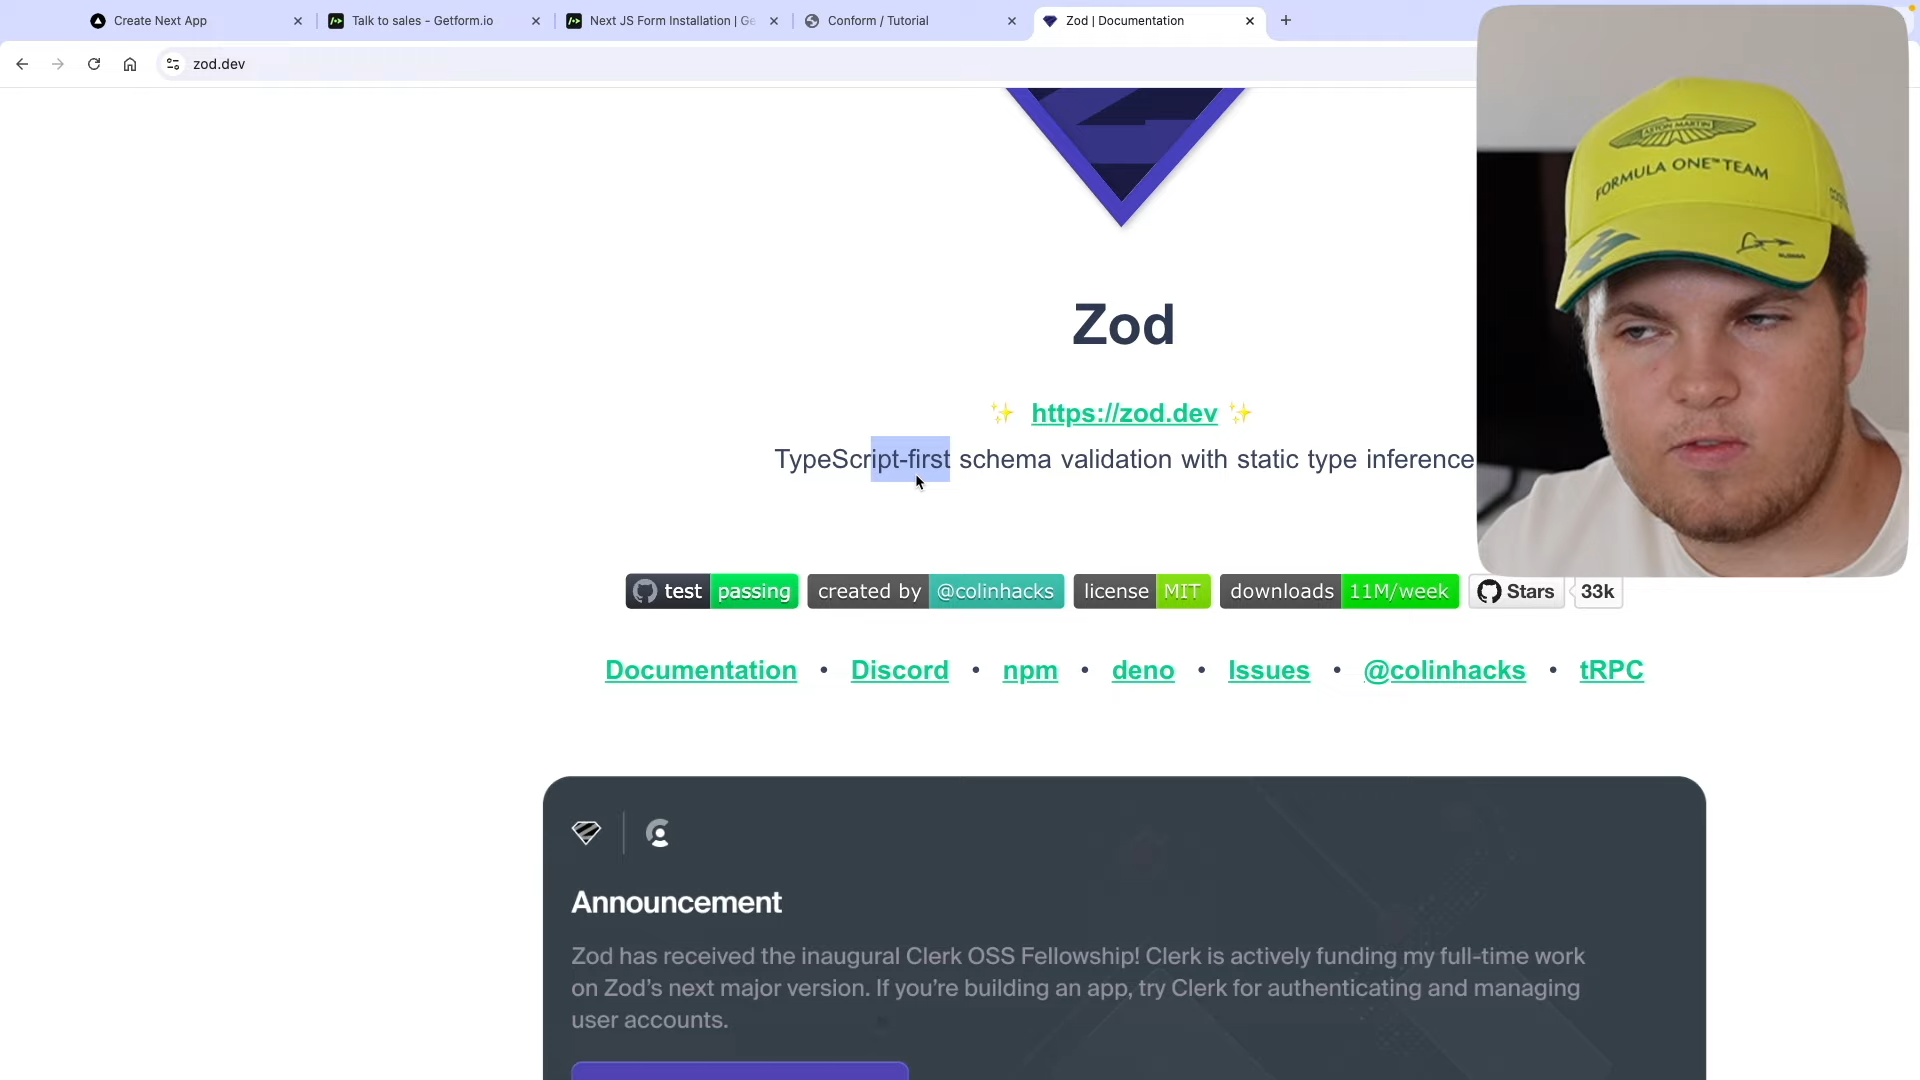 Create Next App
Talk to sales - Getform.io
Next JS Form Installation | Ge
Conform / Tutorial
Zod | Documentation
zod.dev
ASTON MARTIN
FORMULA ONE™ TEAM
Zod
✨ https://zod.dev ✨
TypeScript-first schema validation with static type inference
test passing
created by @colinhacks
license MIT
downloads 11M/week
Stars 33k
Documentation • Discord • npm • deno • Issues • @colinhacks • tRPC
Announcement
Zod has received the inaugural Clerk OSS Fellowship! Clerk is actively funding my full-time work
on Zod’s next major version. If you’re building an app, try Clerk for authenticating and managing
user accounts.